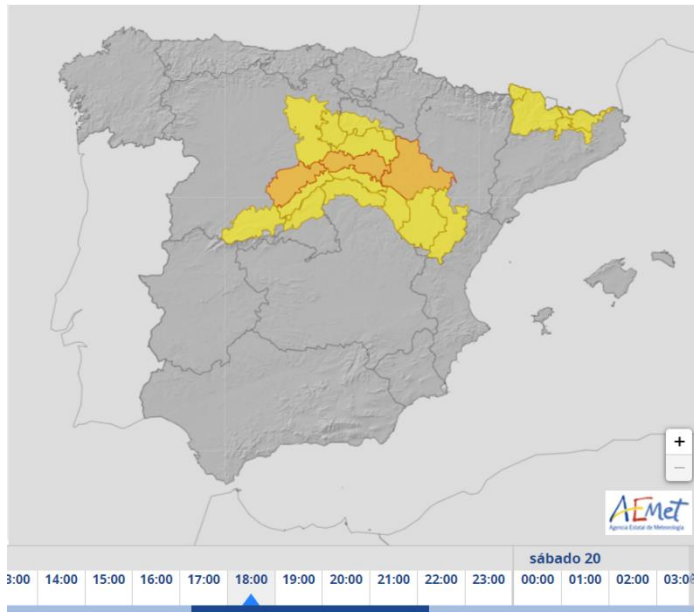 +
−
AEMet
Agencia Estatal de Meteorología
sábado 20
3:00 14:00 15:00 16:00 17:00 18:00 19:00 20:00 21:00 22:00 23:00 00:00 01:00 02:00 03:0